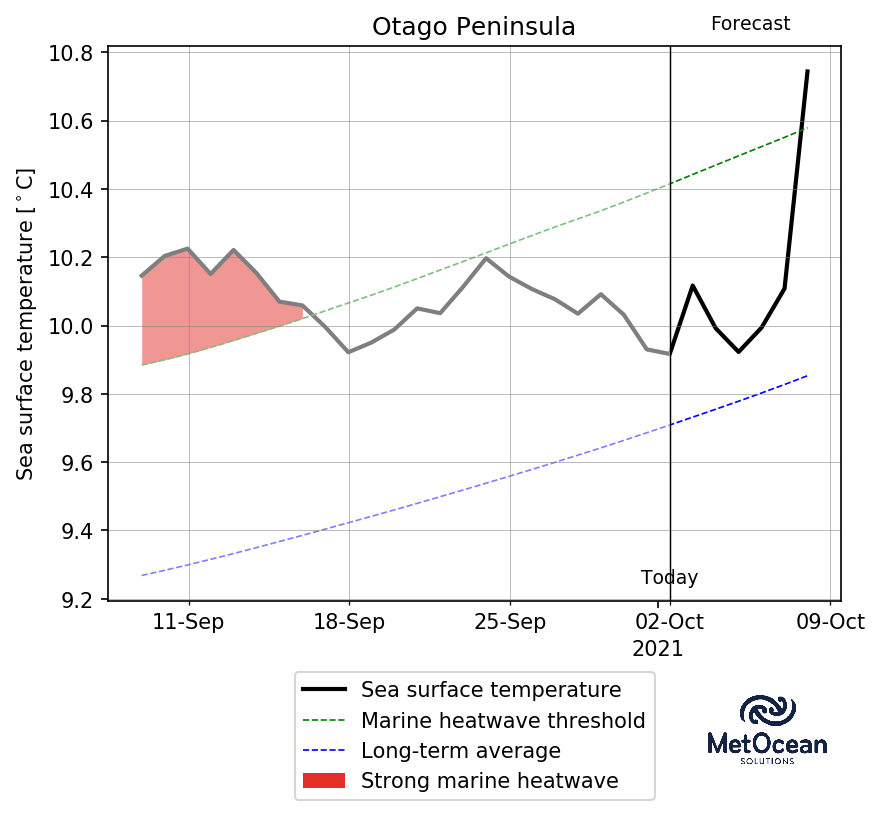 Otago Peninsula
Forecast
Sea surface temperature [°C]
10.8
10.6
10.4
10.2
10.0
9.8
9.6
9.4
9.2
Today
11-Sep
18-Sep
25-Sep
02-Oct
09-Oct
2021
Sea surface temperature
Marine heatwave threshold
Long-term average
Strong marine heatwave
MetOcean
SOLUTIONS